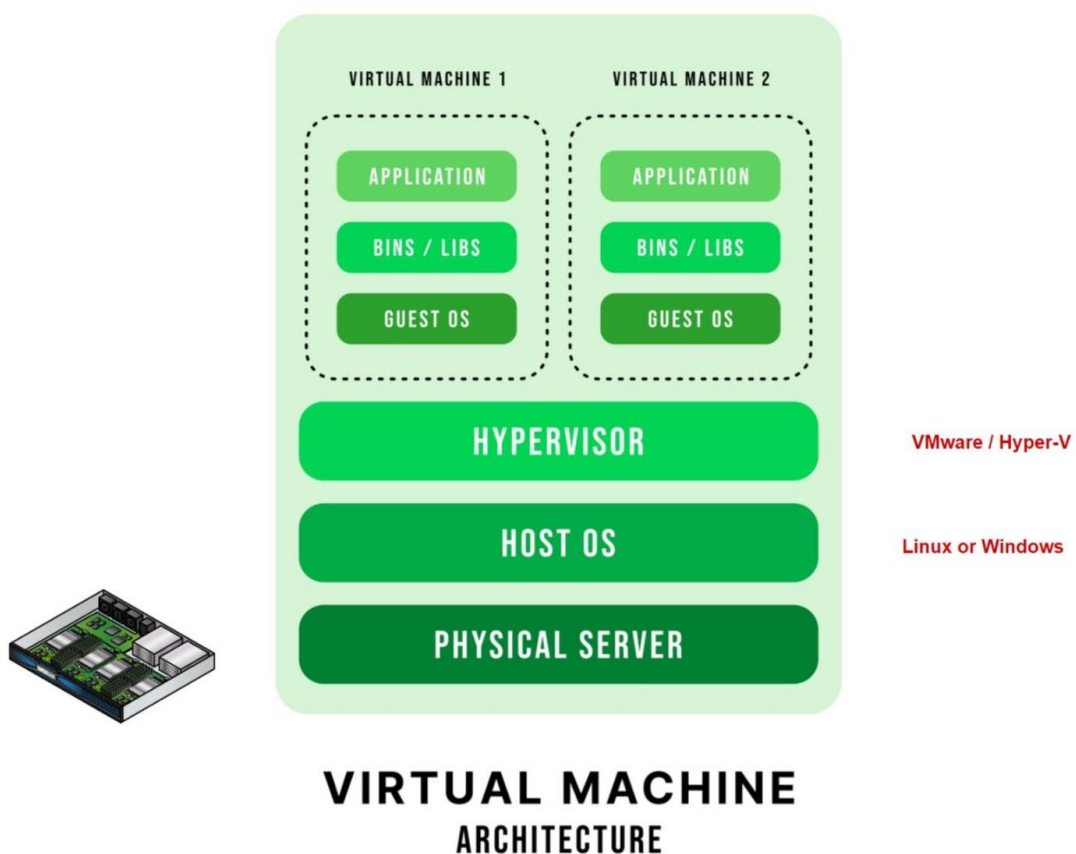 VIRTUAL MACHINE 1
VIRTUAL MACHINE 2
APPLICATION
APPLICATION
BINS / LIBS
BINS / LIBS
GUEST OS
GUEST OS
HYPERVISOR
VMware / Hyper-V
HOST OS
Linux or Windows
PHYSICAL SERVER
VIRTUAL MACHINE
ARCHITECTURE